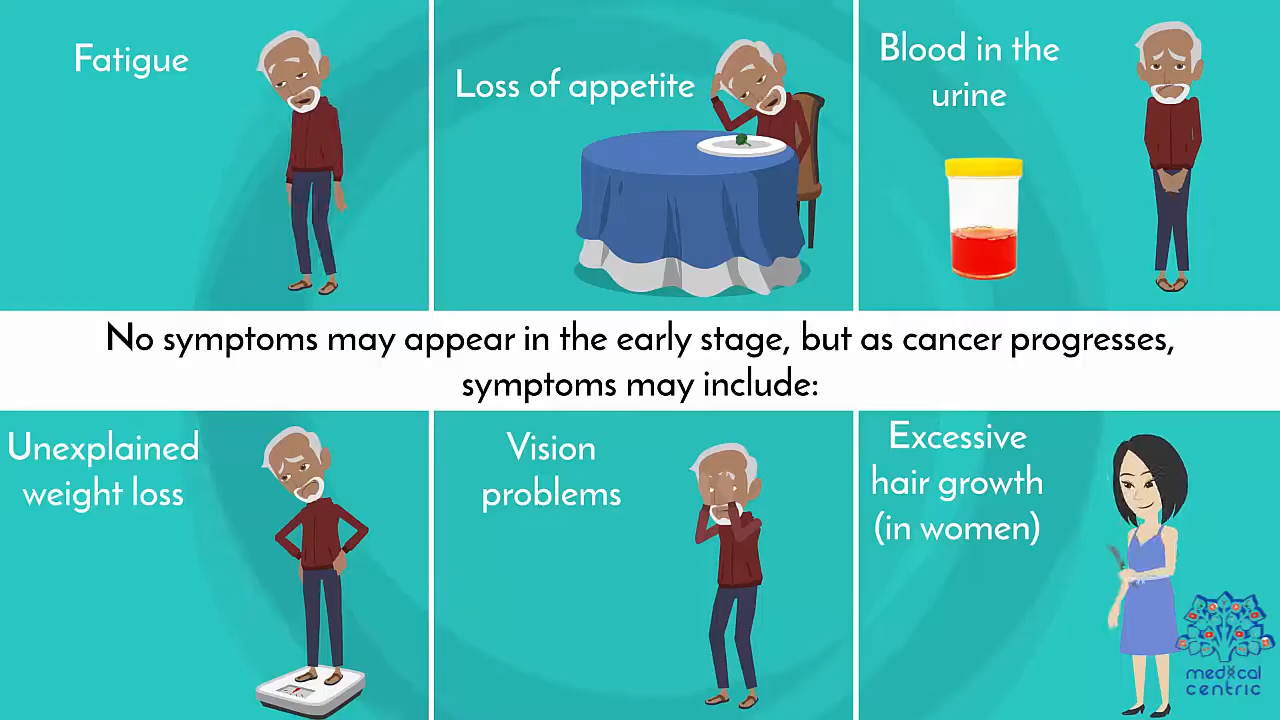 Fatigue
Loss of appetite
Blood in the
urine
No symptoms may appear in the early stage, but as cancer progresses,
symptoms may include:
Unexplained
weight loss
Vision
problems
Excessive
hair growth
(in women)
medical
centric